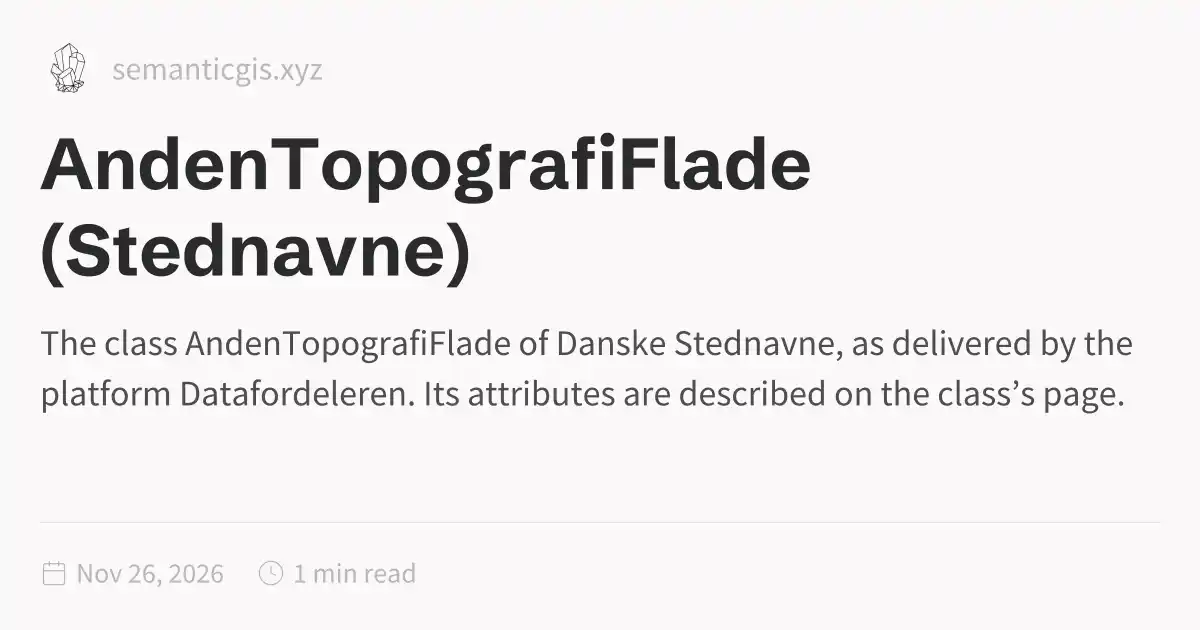 semanticgis.xyz
AndenTopografiFlade
(Stednavne)
The class AndenTopografiFlade of Danske Stednavne, as delivered by the
platform Datafordeleren. Its attributes are described on the class’s page.
Nov 26, 2026 1 min read